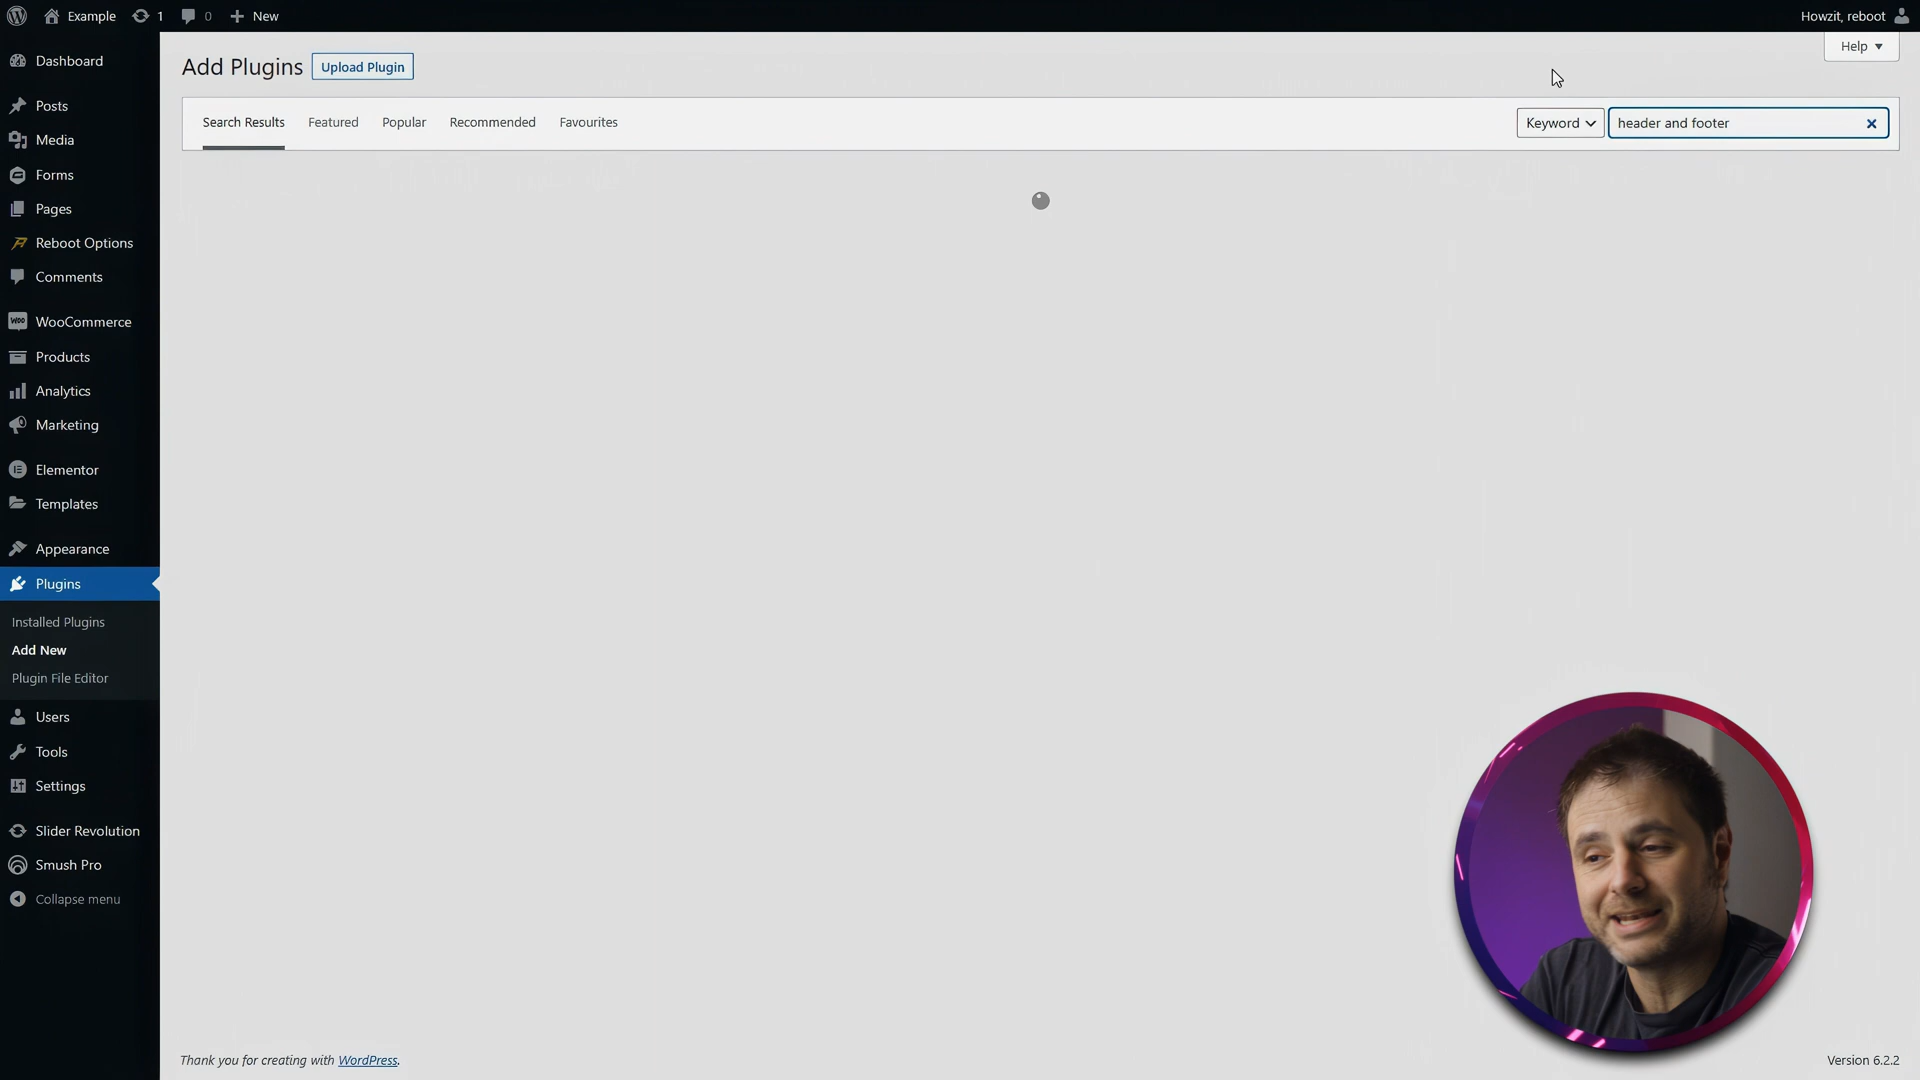 Example
1
0
New
Howzit, reboot
Dashboard
Posts
Media
Forms
Pages
Reboot Options
Comments
WooCommerce
Products
Analytics
Marketing
Elementor
Templates
Appearance
Plugins
Installed Plugins
Add New
Plugin File Editor
Users
Tools
Settings
Slider Revolution
Smush Pro
Collapse menu
Help
Add Plugins
Upload Plugin
Search Results
Featured
Popular
Recommended
Favourites
Keyword
header and footer
Thank you for creating with WordPress.
Version 6.2.2